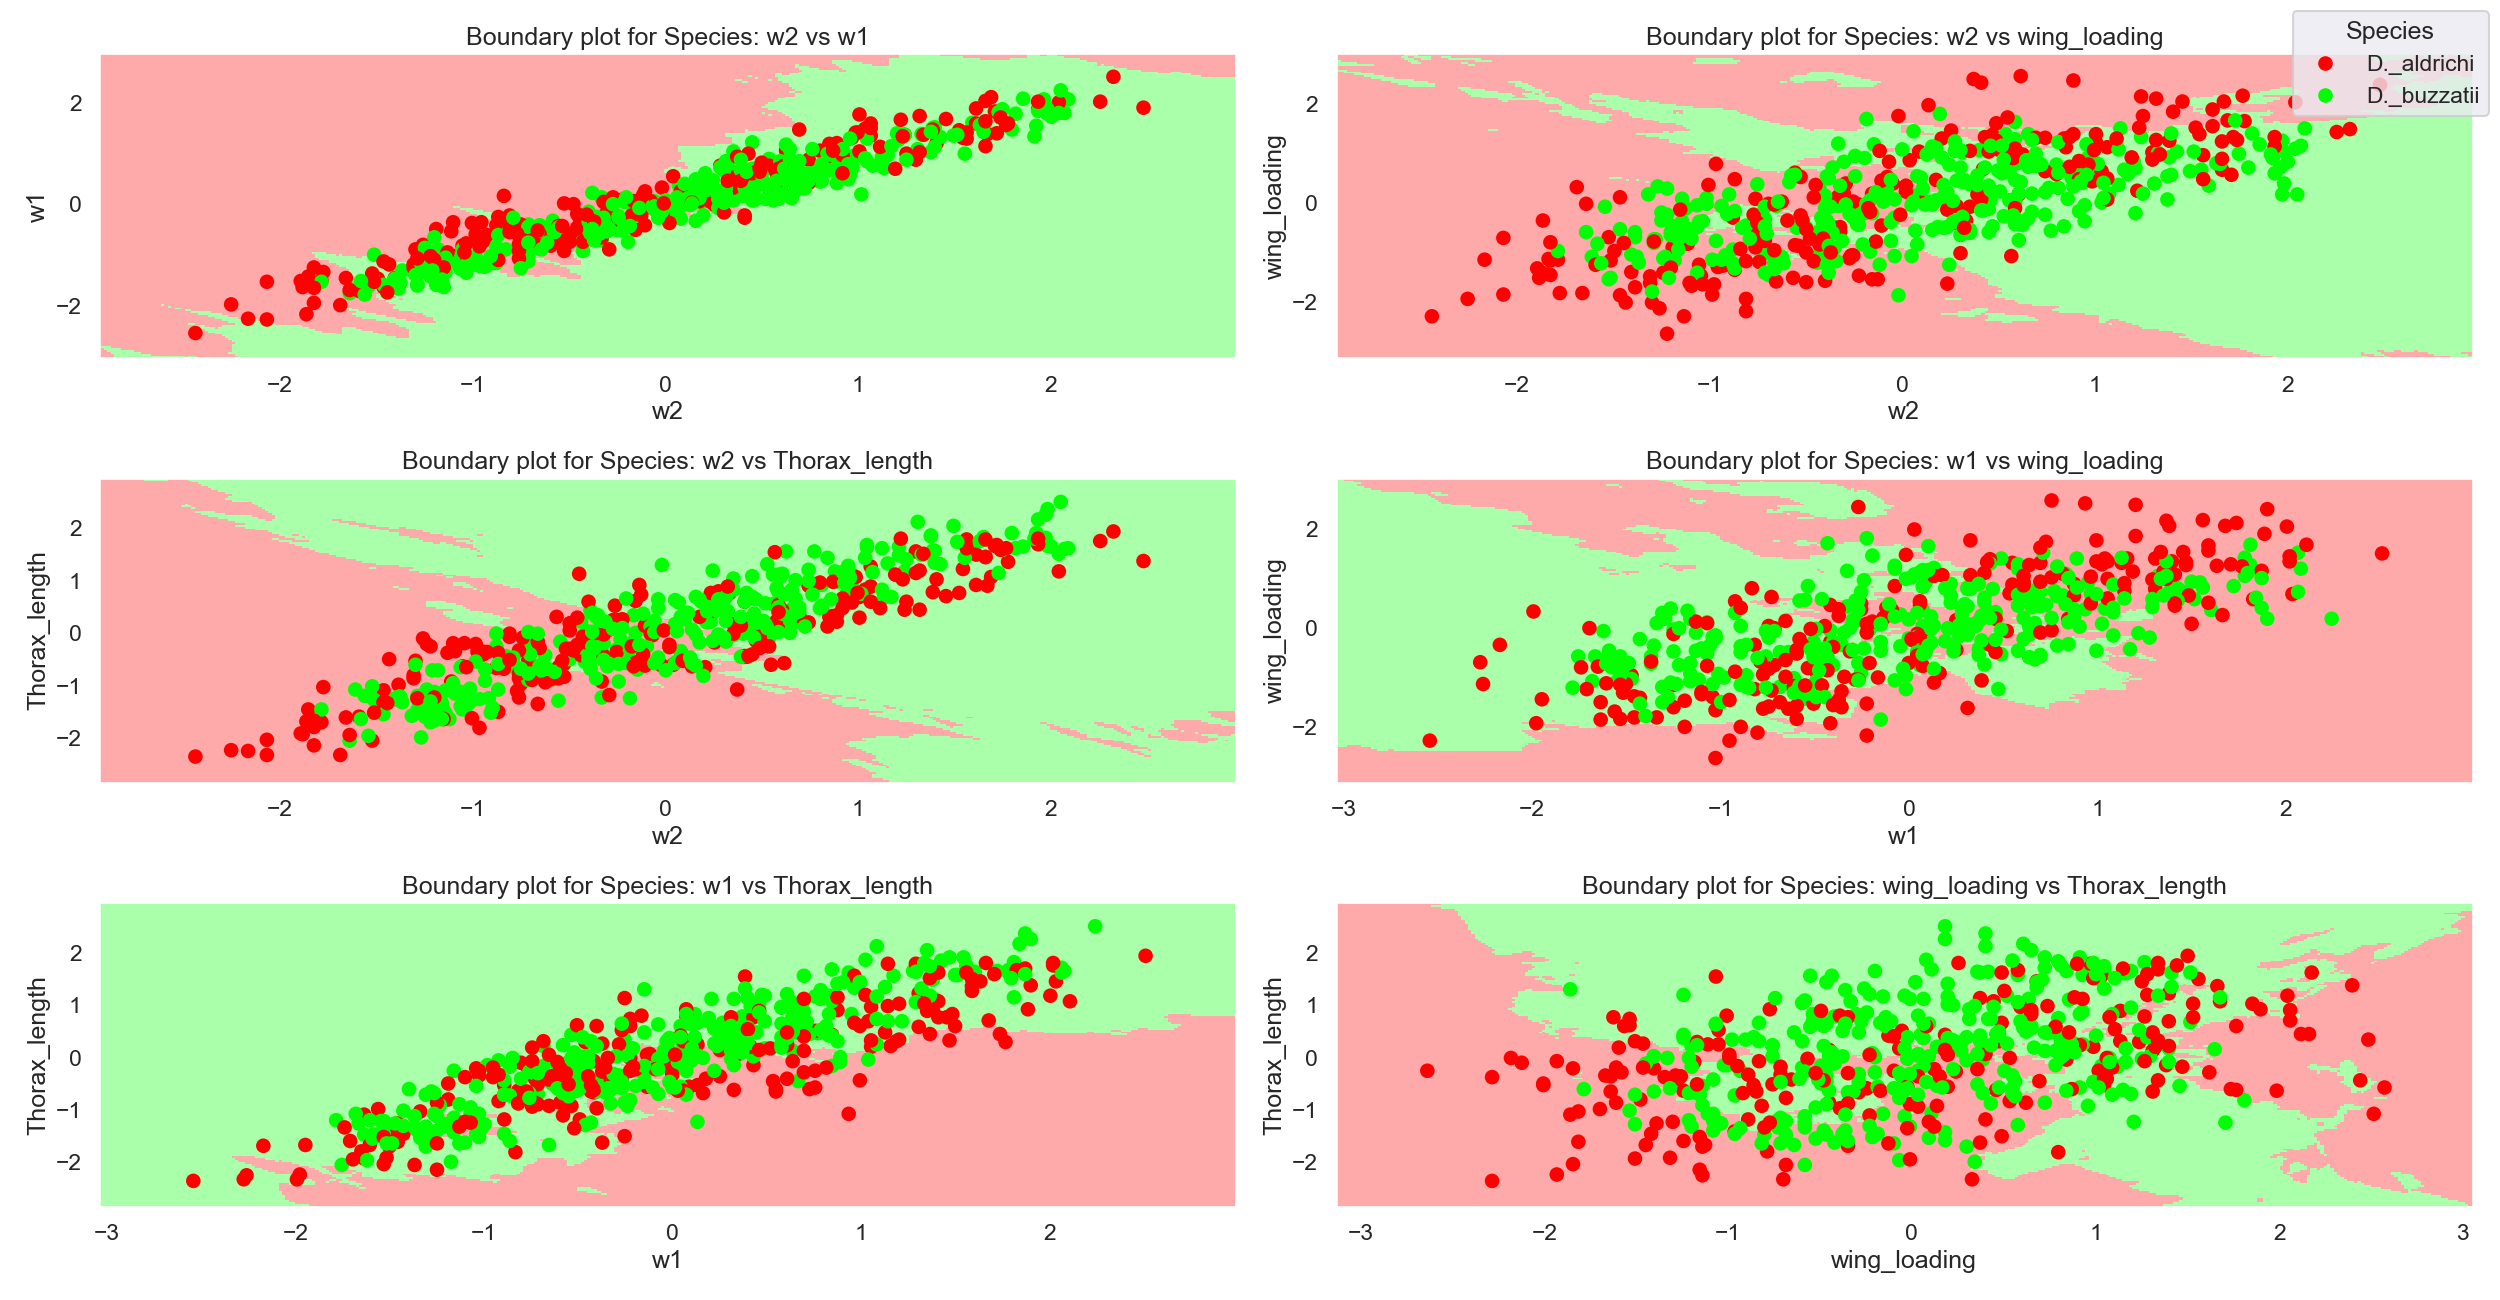 Boundary plot for Species: w2 vs w1
w1
2
0
−2
−2 −1 0 1 2
w2
Boundary plot for Species: w2 vs wing_loading
wing_loading
2
0
−2
−2 −1 0 1 2
w2
Species
D._aldrichi
D._buzzatii
Boundary plot for Species: w2 vs Thorax_length
Thorax_length
2
1
0
−1
−2
−2 −1 0 1 2
w2
Boundary plot for Species: w1 vs wing_loading
wing_loading
2
0
−2
−3 −2 −1 0 1 2
w1
Boundary plot for Species: w1 vs Thorax_length
Thorax_length
2
1
0
−1
−2
−3 −2 −1 0 1 2
w1
Boundary plot for Species: wing_loading vs Thorax_length
Thorax_length
2
1
0
−1
−2
−3 −2 −1 0 1 2 3
wing_loading